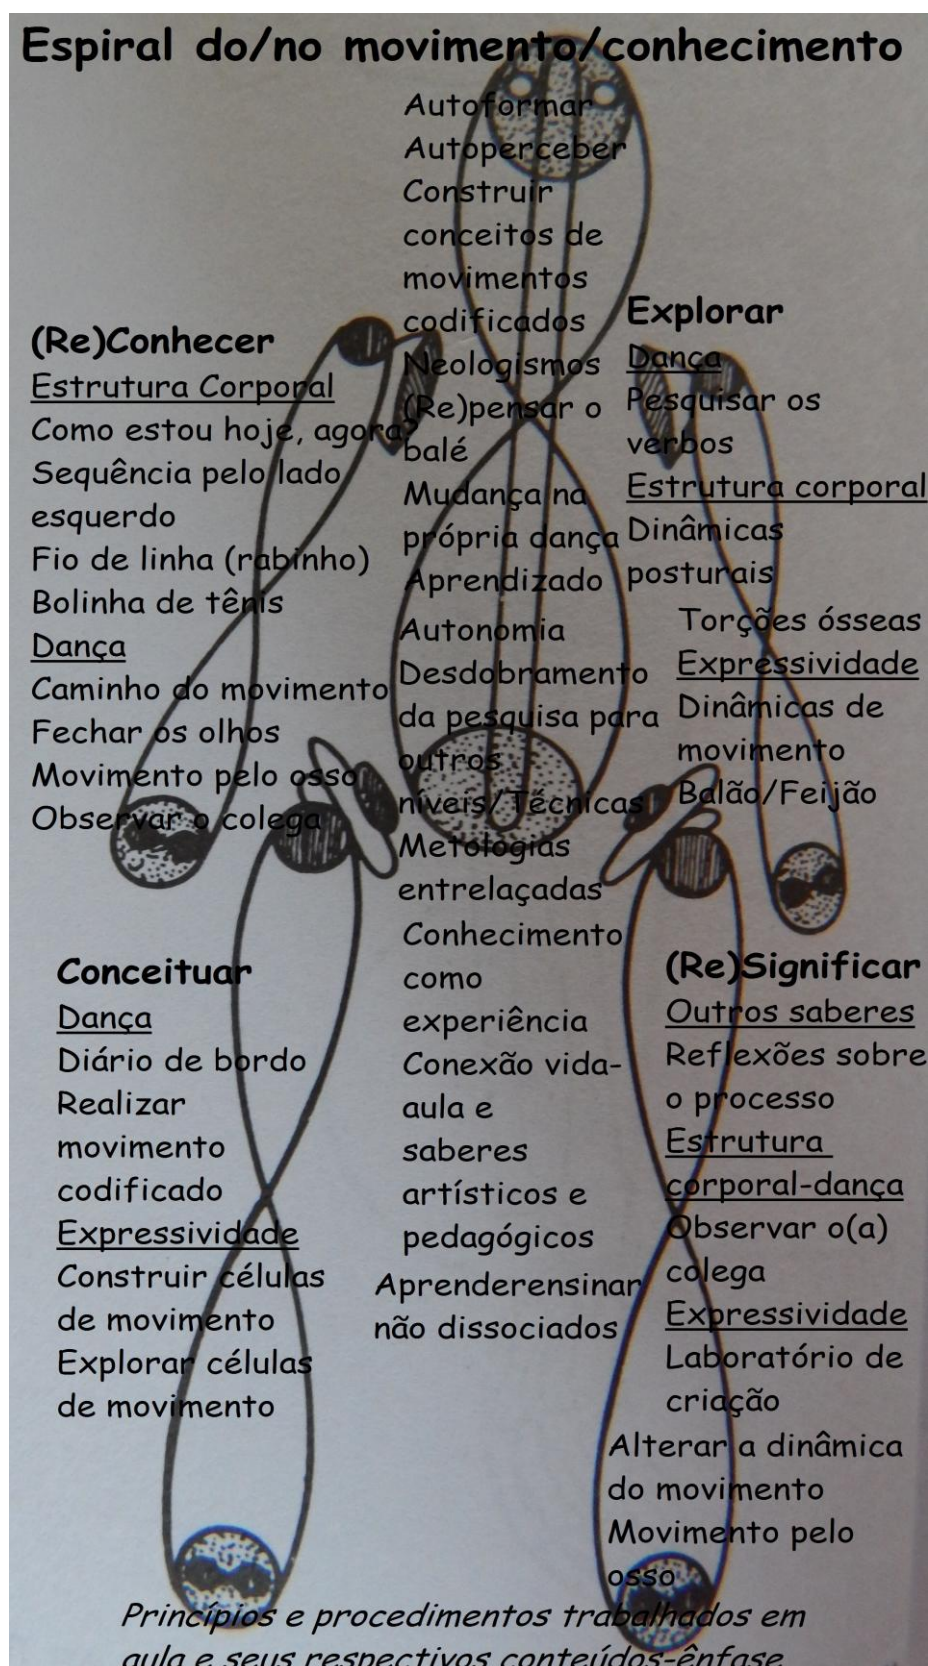 Espiral do/no movimento/conhecimento
(Re)Conhecer
Estrutura Corporal
Como estou hoje, agora?
Sequência pelo lado
esquerdo
Fio de linha (rabinho)
Bolinha de tênis
Dança
Caminho do movimento
Fechar os olhos
Movimento pelo osso
Observar o colega
Autoformar
Autoperceber
Construir
conceitos de
movimentos
codificados
Neologismos
(Re)pensar o
balé
Mudança na
própria dança
Aprendizado
Autonomia
Desdobramento
da pesquisa para
outros
níveis/Técnicas
Metologias
entrelaçadas
Conhecimento
como
experiência
Conexão vida-
aula e
saberes
artísticos e
pedagógicos
Aprenderensinar
não dissociados
Explorar
Dança
Pesquisar os
verbos
Estrutura corporal
Dinâmicas
posturais
Torções ósseas
Expressividade
Dinâmicas de
movimento
Balão/Feijão
Conceituar
Dança
Diário de bordo
Realizar
movimento
codificado
Expressividade
Construir células
de movimento
Explorar células
de movimento
(Re)Significar
Outros saberes
Reflexões sobre
o processo
Estrutura
corporal-dança
Observar o(a)
colega
Expressividade
Laboratório de
criação
Alterar a dinâmica
do movimento
Movimento pelo
osso
Princípios e procedimentos trabalhados em
aula e seus respectivos conteúdos-ênfase